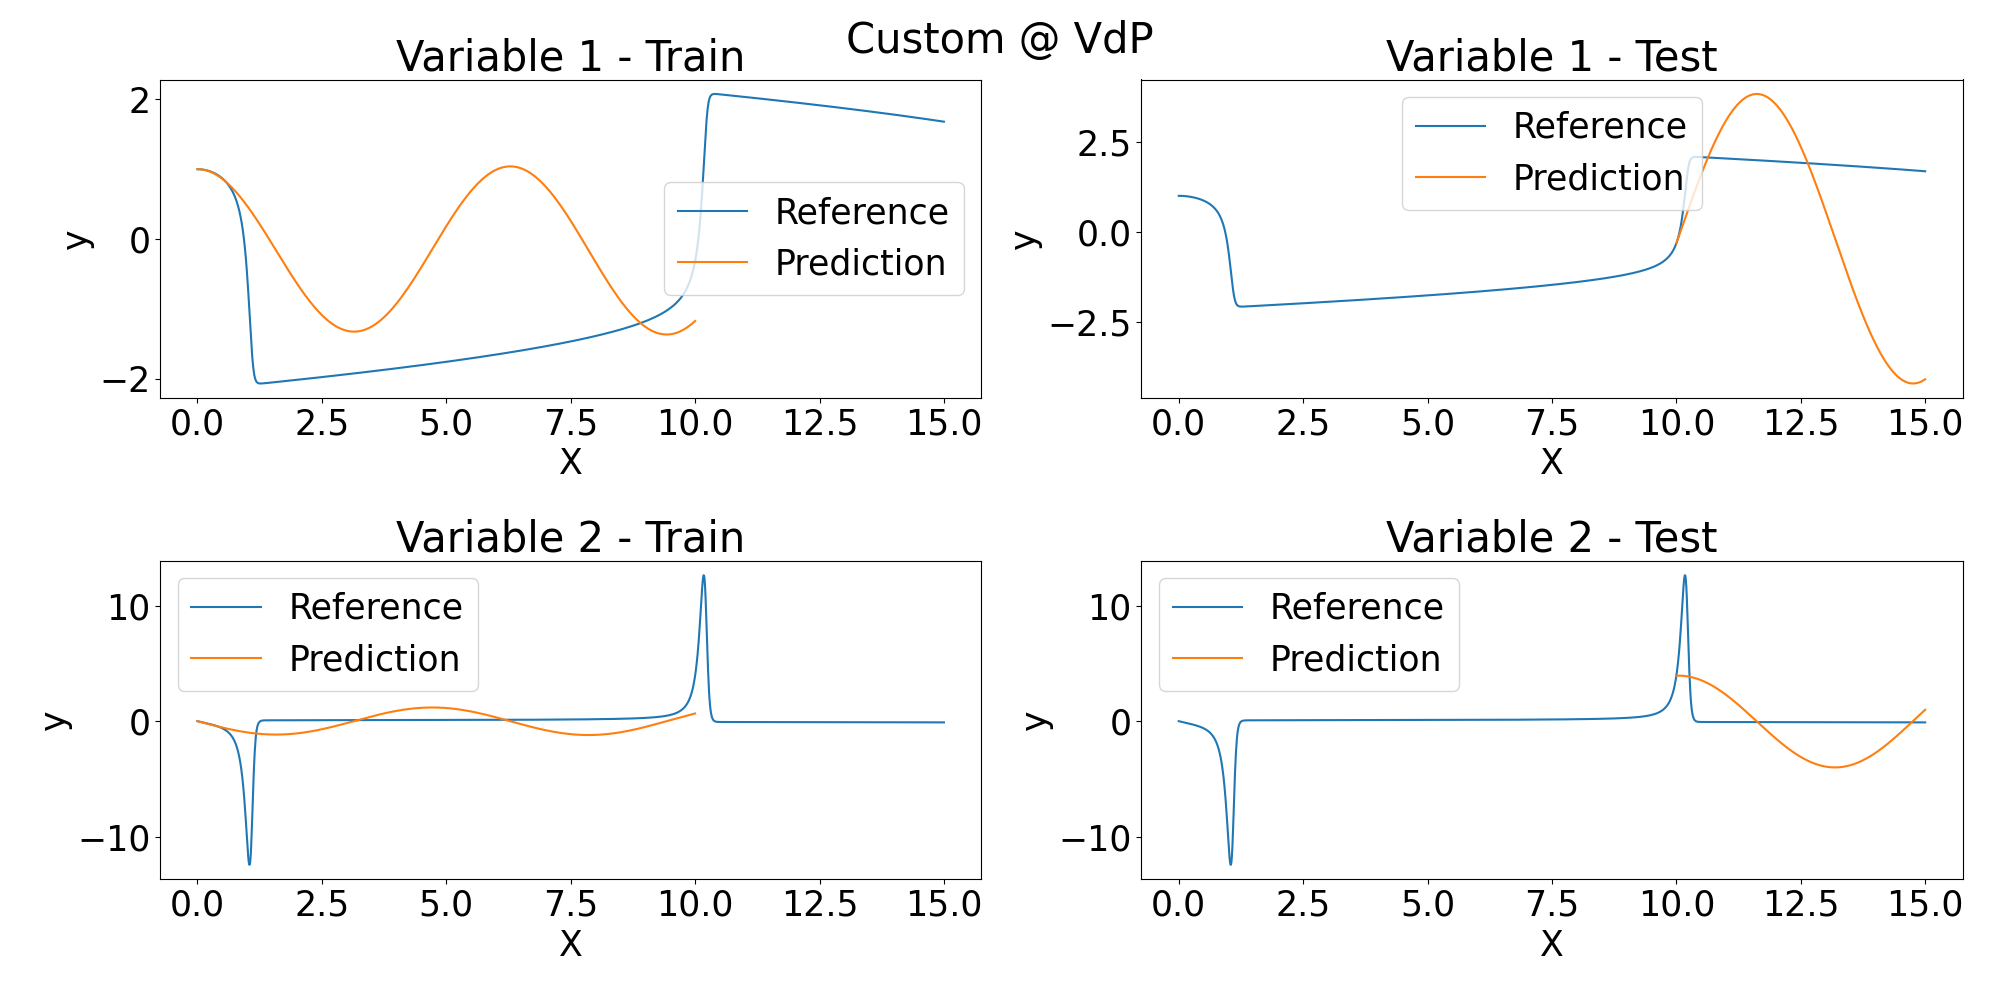 Custom @ VdP
Variable 1 - Train
2
0
−2
y
Reference
Prediction
0.0 2.5 5.0 7.5 10.0 12.5 15.0
X
Variable 1 - Test
2.5
0.0
−2.5
y
Reference
Prediction
0.0 2.5 5.0 7.5 10.0 12.5 15.0
X
Variable 2 - Train
10
0
−10
y
Reference
Prediction
0.0 2.5 5.0 7.5 10.0 12.5 15.0
X
Variable 2 - Test
10
0
−10
y
Reference
Prediction
0.0 2.5 5.0 7.5 10.0 12.5 15.0
X